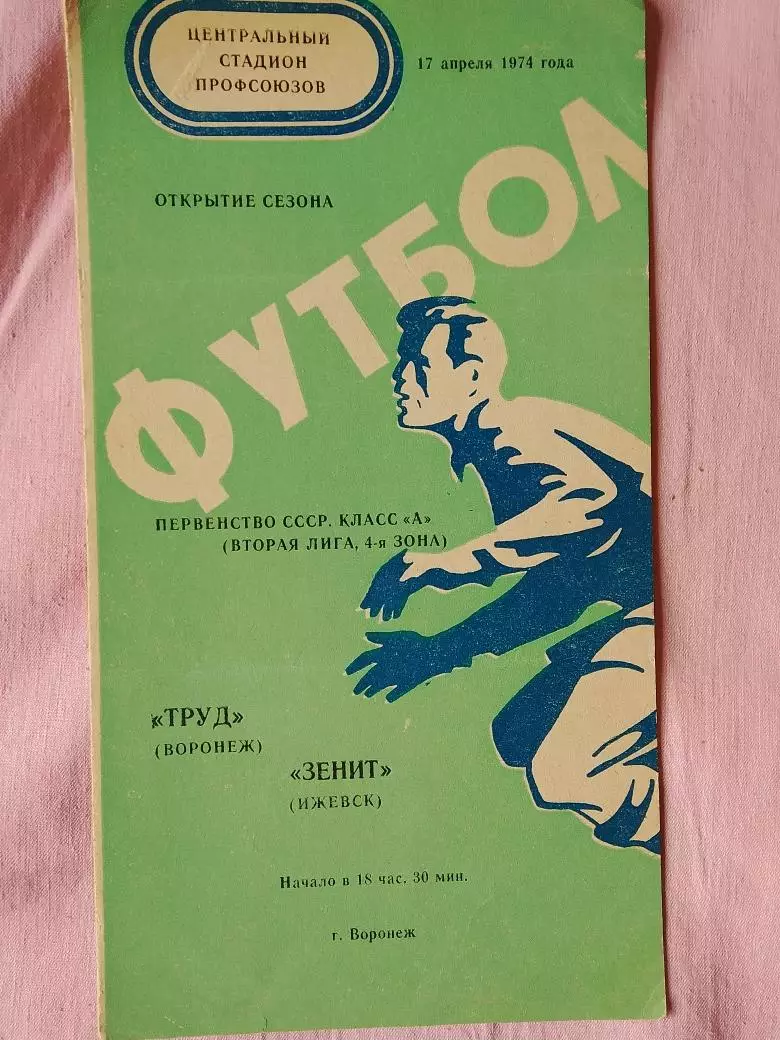 ЦЕНТРАЛЬНЫЙ
СТАДИОН
ПРОФСОЮЗОВ
17 апреля 1974 года
ОТКРЫТИЕ СЕЗОНА
ФУТБОЛ
ПЕРВЕНСТВО СССР. КЛАСС «А»
(ВТОРАЯ ЛИГА, 4-я ЗОНА)
«ТРУД»
(ВОРОНЕЖ)
«ЗЕНИТ»
(ИЖЕВСК)
Начало в 18 час. 30 мин.
г. Воронеж